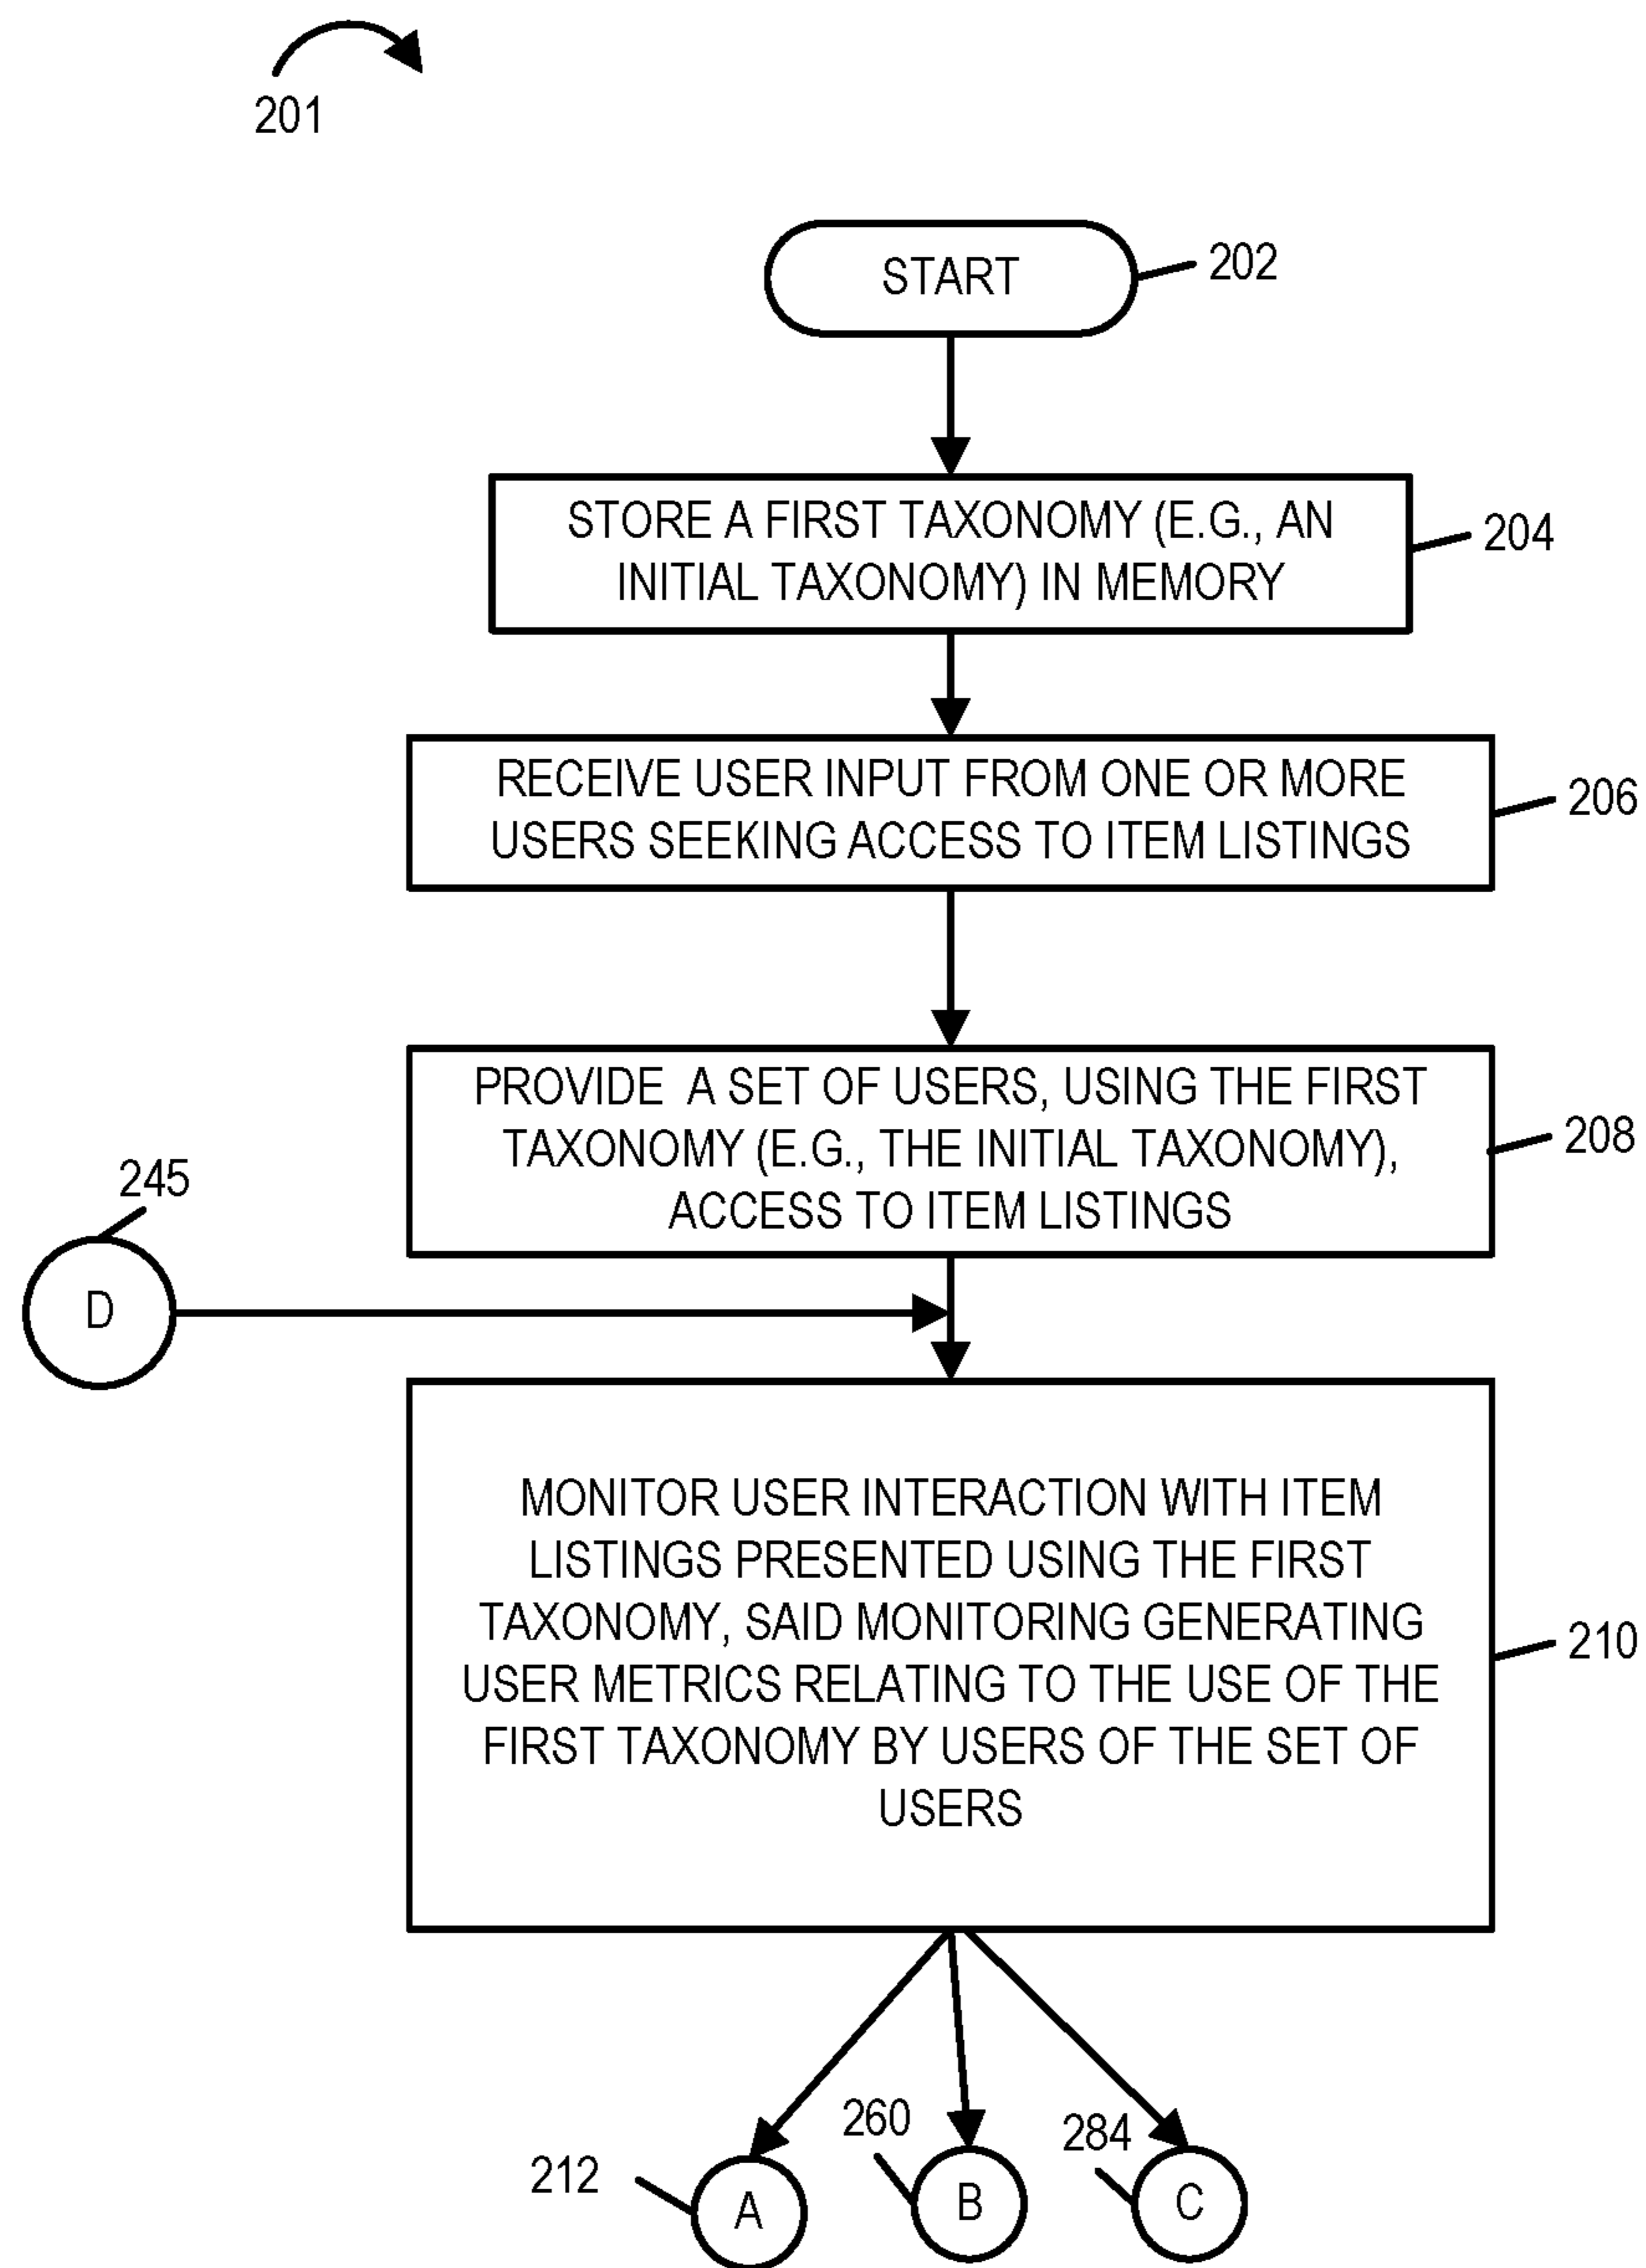 201
START
202
STORE A FIRST TAXONOMY (E.G., AN
INITIAL TAXONOMY) IN MEMORY
204
RECEIVE USER INPUT FROM ONE OR MORE
USERS SEEKING ACCESS TO ITEM LISTINGS
206
PROVIDE A SET OF USERS, USING THE FIRST
TAXONOMY (E.G., THE INITIAL TAXONOMY),
ACCESS TO ITEM LISTINGS
208
245
D
MONITOR USER INTERACTION WITH ITEM
LISTINGS PRESENTED USING THE FIRST
TAXONOMY, SAID MONITORING GENERATING
USER METRICS RELATING TO THE USE OF THE
FIRST TAXONOMY BY USERS OF THE SET OF
USERS
210
212
A
260
B
284
C